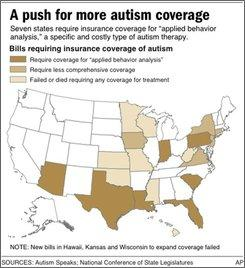 A push for more autism coverage
Seven states require insurance coverage for "applied behavior
analysis," a specific and costly type of autism therapy.
Bills requiring insurance coverage of autism
Require coverage for "applied behavior analysis"
Require less comprehensive coverage
Failed or died requiring any coverage for treatment
NOTE: New bills in Hawaii, Kansas and Wisconsin to expand coverage failed
SOURCES: Autism Speaks; National Conference of State Legislatures AP